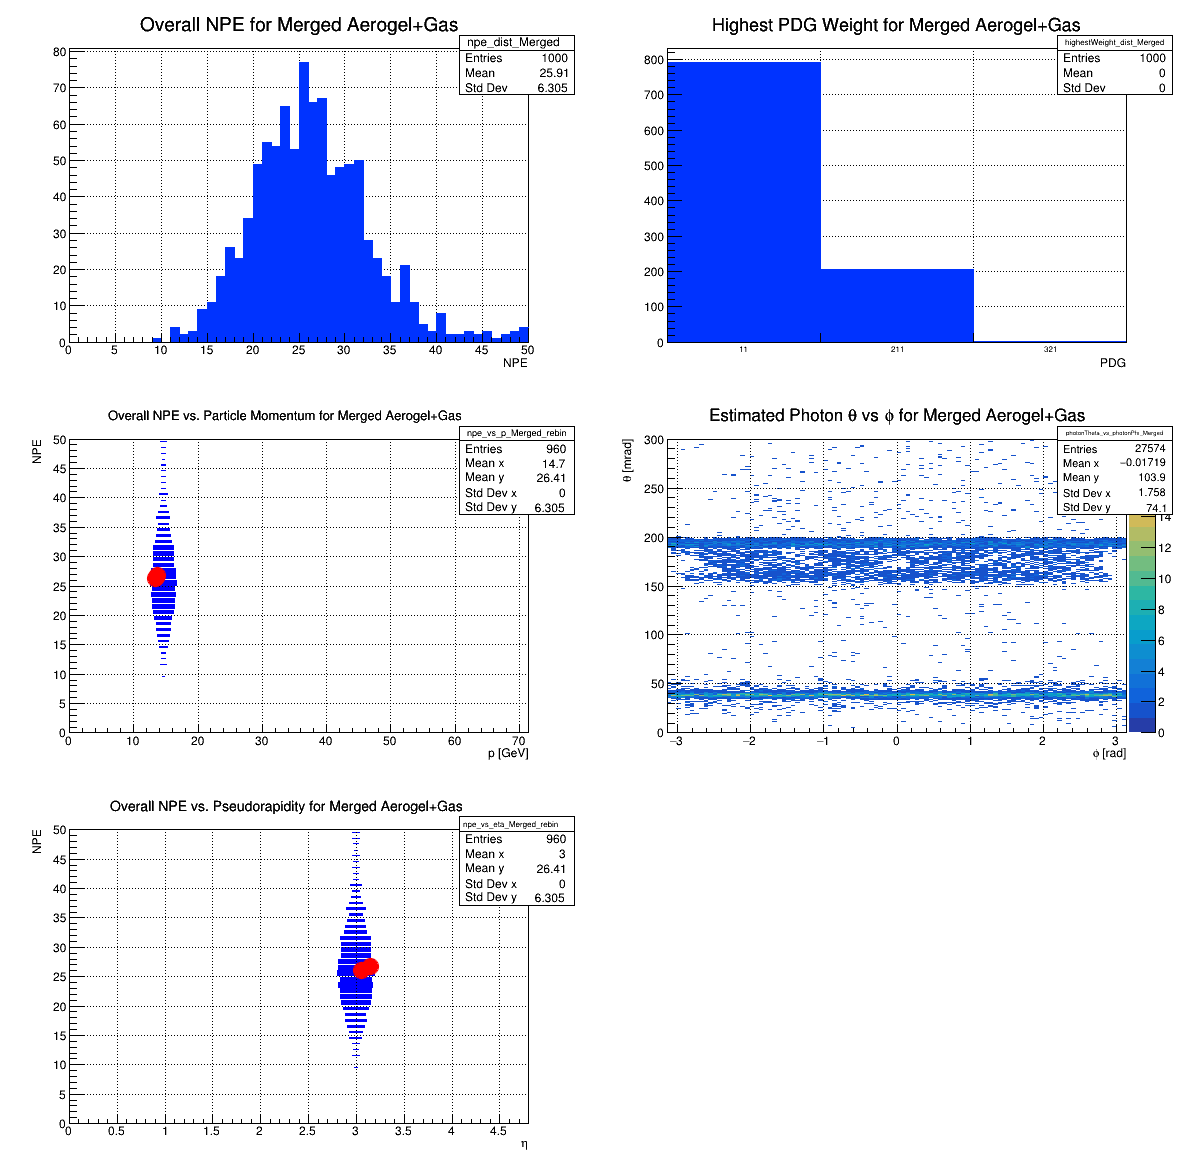 Overall NPE for Merged Aerogel+Gas
npe_dist_Merged
Entries 1000
Mean 25.91
Std Dev 6.305
80
70
60
50
40
30
20
10
0
0 5 10 15 20 25 30 35 40 45 50
NPE
Highest PDG Weight for Merged Aerogel+Gas
highestWeight_dist_Merged
Entries 1000
Mean 0
Std Dev 0
800
700
600
500
400
300
200
100
0
11 211 321
PDG
Overall NPE vs. Particle Momentum for Merged Aerogel+Gas
npe_vs_p_Merged_rebin
Entries 960
Mean x 14.7
Mean y 26.41
Std Dev x 0
Std Dev y 6.305
NPE
50
45
40
35
30
25
20
15
10
5
0
0 10 20 30 40 50 60 70
p [GeV]
Estimated Photon θ vs ϕ for Merged Aerogel+Gas
photonTheta_vs_photonPhi_Merged
Entries 27574
Mean x −0.01719
Mean y 103.9
Std Dev x 1.758
Std Dev y 74.1
θ [mrad]
300
250
200
150
100
50
0
−3 −2 −1 0 1 2 3
ϕ [rad]
14
12
10
8
6
4
2
0
Overall NPE vs. Pseudorapidity for Merged Aerogel+Gas
npe_vs_eta_Merged_rebin
Entries 960
Mean x 3
Mean y 26.41
Std Dev x 0
Std Dev y 6.305
NPE
50
45
40
35
30
25
20
15
10
5
0
0 0.5 1 1.5 2 2.5 3 3.5 4 4.5
η